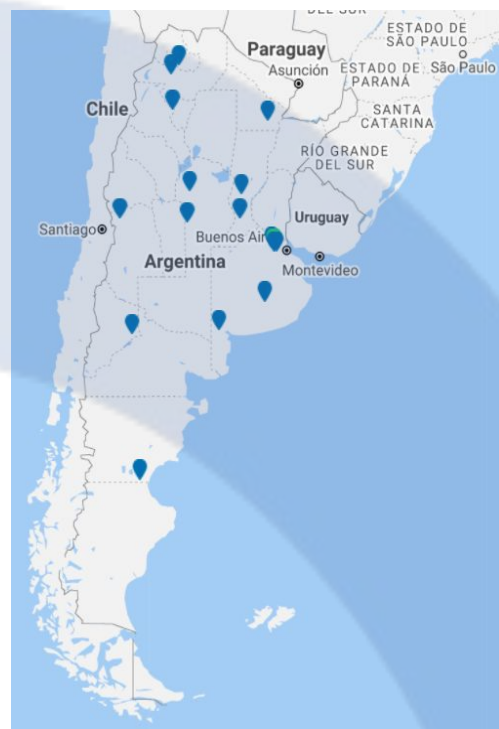 DEL SUR
ESTADO DE
SÃO PAULO
Paraguay
Asunción
ESTADO DE
PARANÁ
São Paulo
Chile
SANTA
CATARINA
RÍO GRANDE
DEL SUR
Uruguay
Santiago
Buenos Air
Argentina
Montevideo